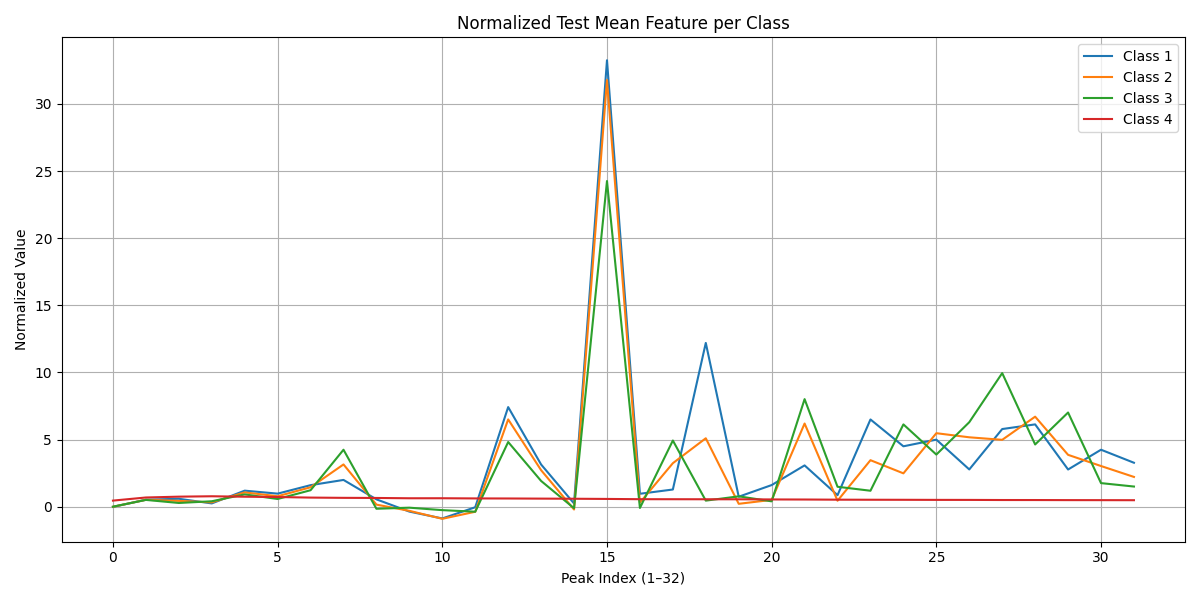 Normalized Test Mean Feature per Class
Class 1
Class 2
Class 3
Class 4
Normalized Value
30
25
20
15
10
5
0
0 5 10 15 20 25 30
Peak Index (1–32)